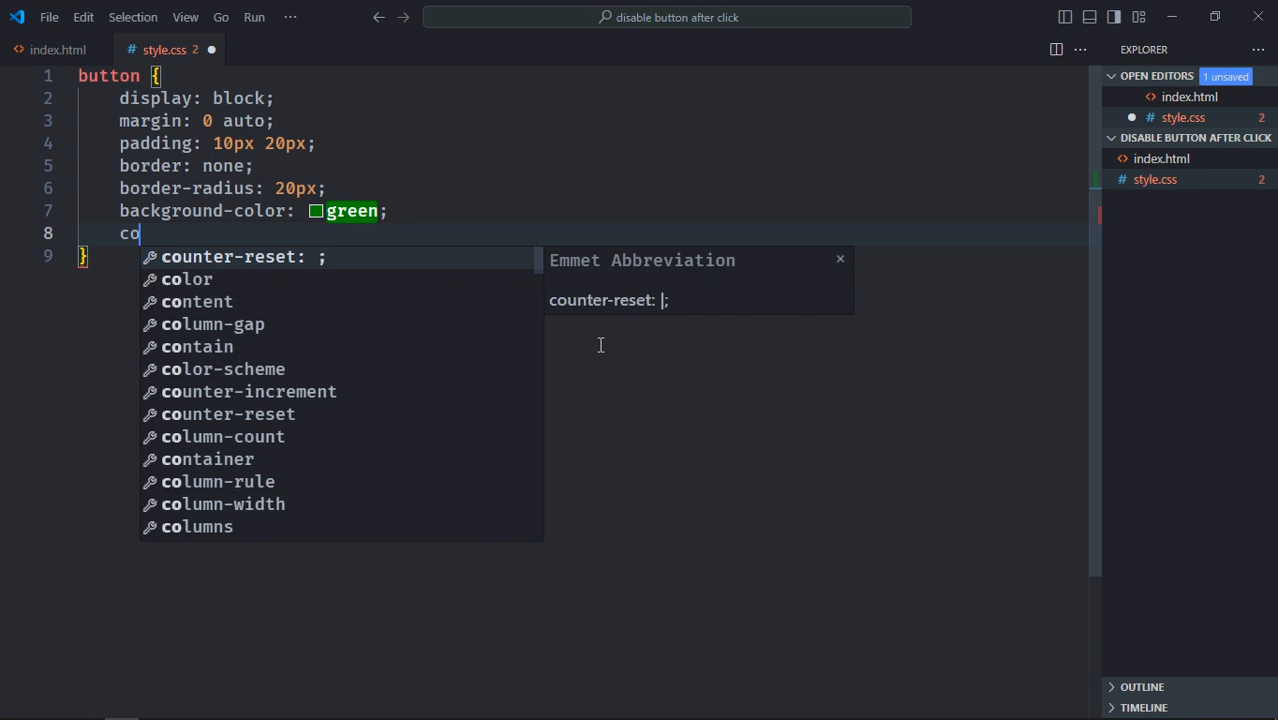 File Edit Selection View Go Run ···
disable button after click
index.html
# style.css 2
EXPLORER
1 button {
2 display: block;
3 margin: 0 auto;
4 padding: 10px 20px;
5 border: none;
6 border-radius: 20px;
7 background-color: green;
8 co
9 }
counter-reset: ;
color
content
column-gap
contain
color-scheme
counter-increment
counter-reset
column-count
container
column-rule
column-width
columns
Emmet Abbreviation
counter-reset: |;
OPEN EDITORS 1 unsaved
<> index.html
# style.css 2
DISABLE BUTTON AFTER CLICK
<> index.html
# style.css 2
OUTLINE
TIMELINE